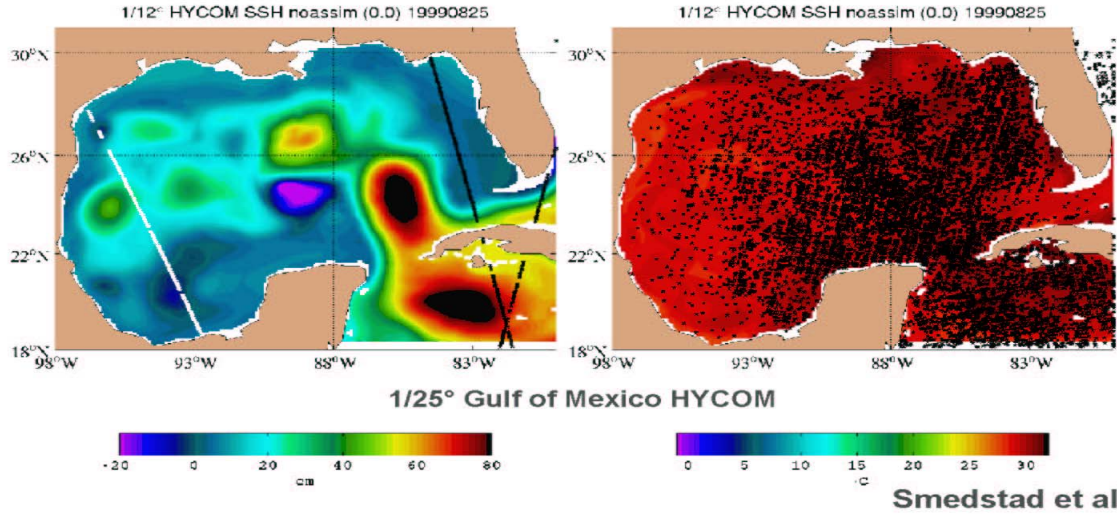 1/12° HYCOM SSH noassim (0.0) 19990825
1/12° HYCOM SSH noassim (0.0) 19990825
30°N
26°N
22°N
18°N
98°W 93°W 88°W 83°W
30°N
26°N
22°N
18°N
98°W 93°W 88°W 83°W
1/25° Gulf of Mexico HYCOM
-20 0 20 40 60 80
cm
0 5 10 15 20 25 30
°C
Smedstad et al